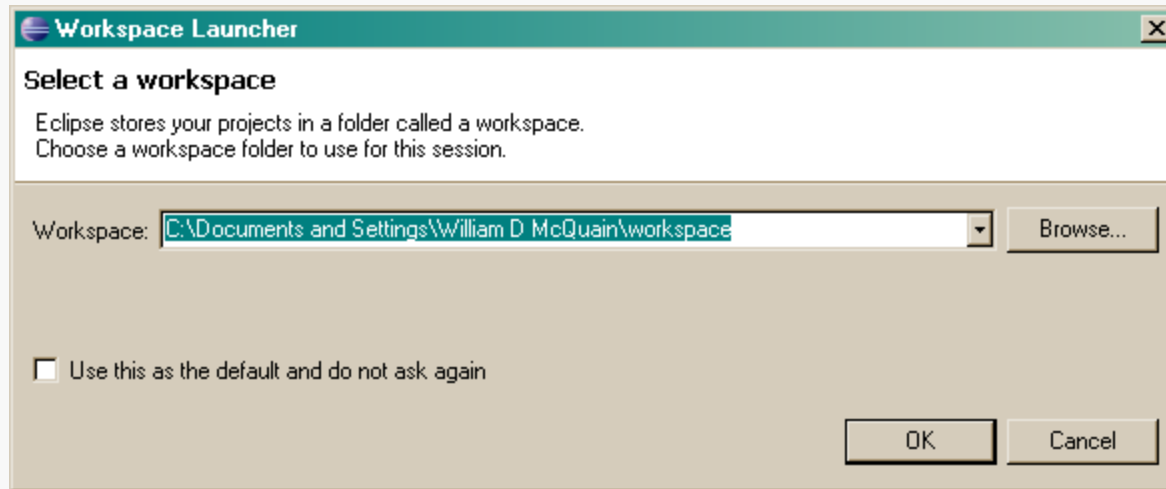 Workspace Launcher
Select a workspace
Eclipse stores your projects in a folder called a workspace.
Choose a workspace folder to use for this session.
Workspace: C:\Documents and Settings\William D McQuain\workspace Browse...
Use this as the default and do not ask again
OK Cancel